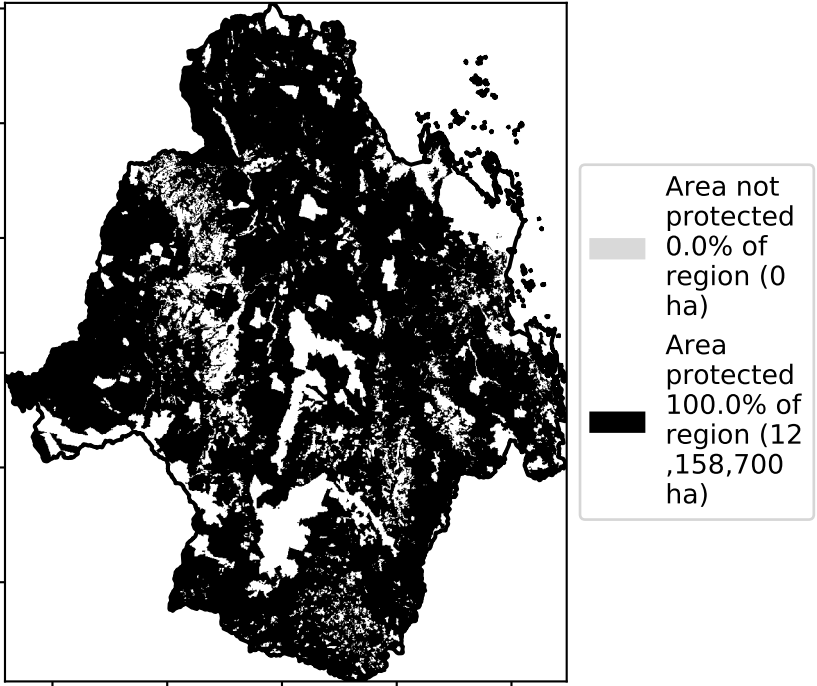 Area not
protected
0.0% of
region (0
ha)
Area
protected
100.0% of
region (12
,158,700
ha)